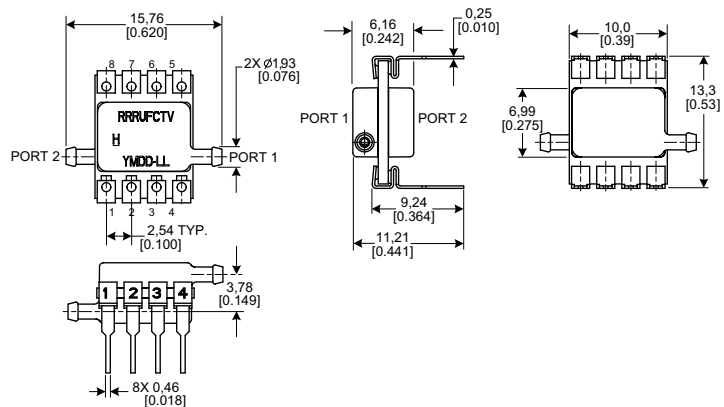 15,76
[0.620]
8 7 6 5
2X Ø1,93
[0.076]
RRRUFCTV
H
YMDD-LL
PORT 2
PORT 1
1 2 3 4
2,54 TYP.
[0.100]
6,16
[0.242]
0,25
[0.010]
PORT 1
PORT 2
9,24
[0.364]
11,21
[0.441]
10,0
[0.39]
13,3
[0.53]
6,99
[0.275]
1 2 3 4
3,78
[0.149]
8X 0,46
[0.018]